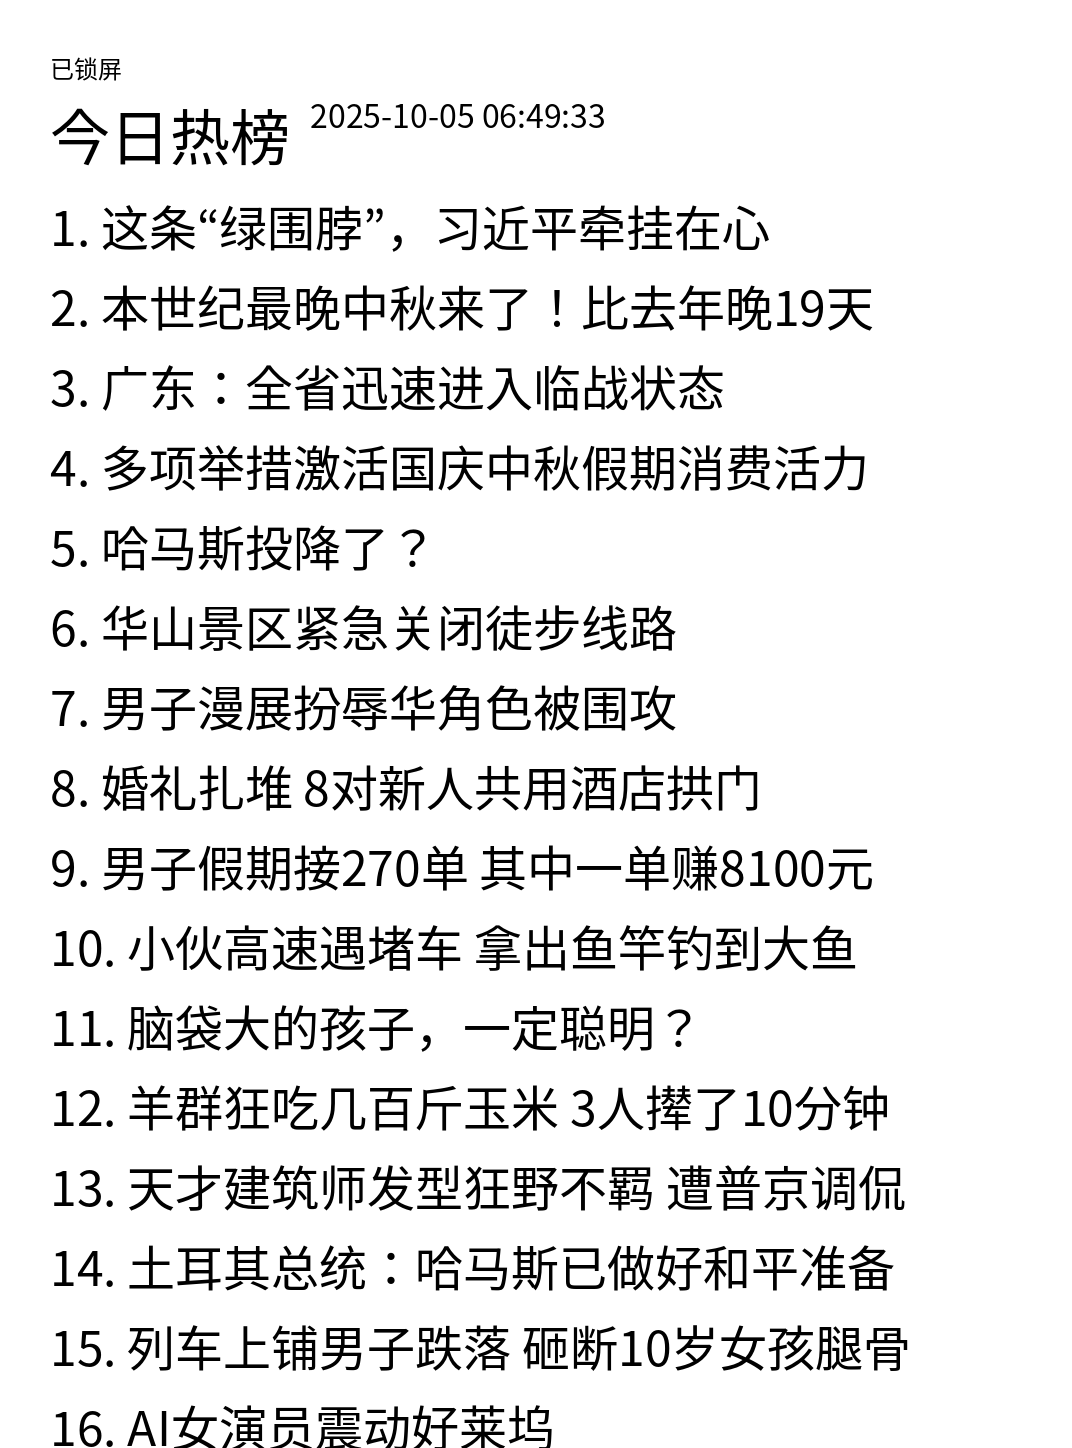 已锁屏
今日热榜 2025-10-05 06:49:33
1. 这条“绿围脖”，习近平牵挂在心
2. 本世纪最晚中秋来了！比去年晚19天
3. 广东：全省迅速进入临战状态
4. 多项举措激活国庆中秋假期消费活力
5. 哈马斯投降了？
6. 华山景区紧急关闭徒步线路
7. 男子漫展扮辱华角色被围攻
8. 婚礼扎堆 8对新人共用酒店拱门
9. 男子假期接270单 其中一单赚8100元
10. 小伙高速遇堵车 拿出鱼竿钓到大鱼
11. 脑袋大的孩子，一定聪明？
12. 羊群狂吃几百斤玉米 3人撵了10分钟
13. 天才建筑师发型狂野不羁 遭普京调侃
14. 土耳其总统：哈马斯已做好和平准备
15. 列车上铺男子跌落 砸断10岁女孩腿骨
16. AI女演员震动好莱坞